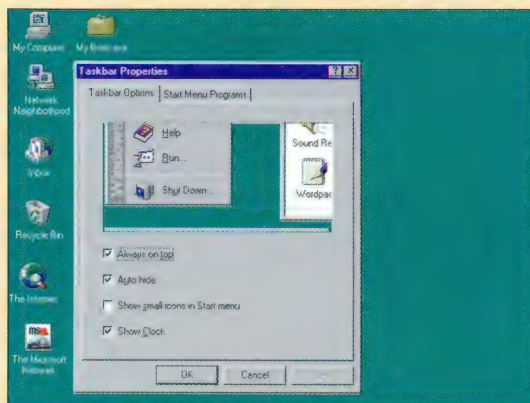 My Computer
My Briefcase
Network
Neighborhood
Inbox
Recycle Bin
The Internet
The Microsoft
Network
Taskbar Properties
Taskbar Options
Start Menu Programs
Help
Run...
Shut Down...
Sound Re
Wordpad
Always on top
Auto hide
Show small icons in Start menu
Show Clock
OK
Cancel